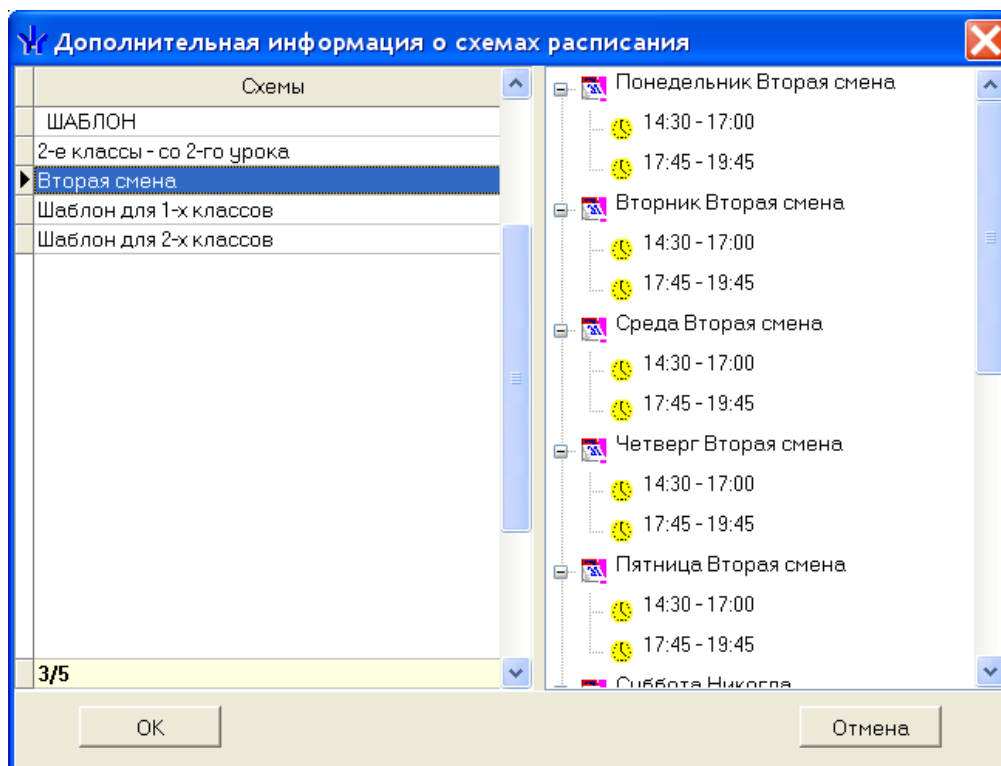 Дополнительная информация о схемах расписания
Схемы
ШАБЛОН
2-е классы - со 2-го урока
Вторая смена
Шаблон для 1-х классов
Шаблон для 2-х классов
3/5
Понедельник Вторая смена
14:30 - 17:00
17:45 - 19:45
Вторник Вторая смена
14:30 - 17:00
17:45 - 19:45
Среда Вторая смена
14:30 - 17:00
17:45 - 19:45
Четверг Вторая смена
14:30 - 17:00
17:45 - 19:45
Пятница Вторая смена
14:30 - 17:00
17:45 - 19:45
Суббота Никогда
OK
Отмена